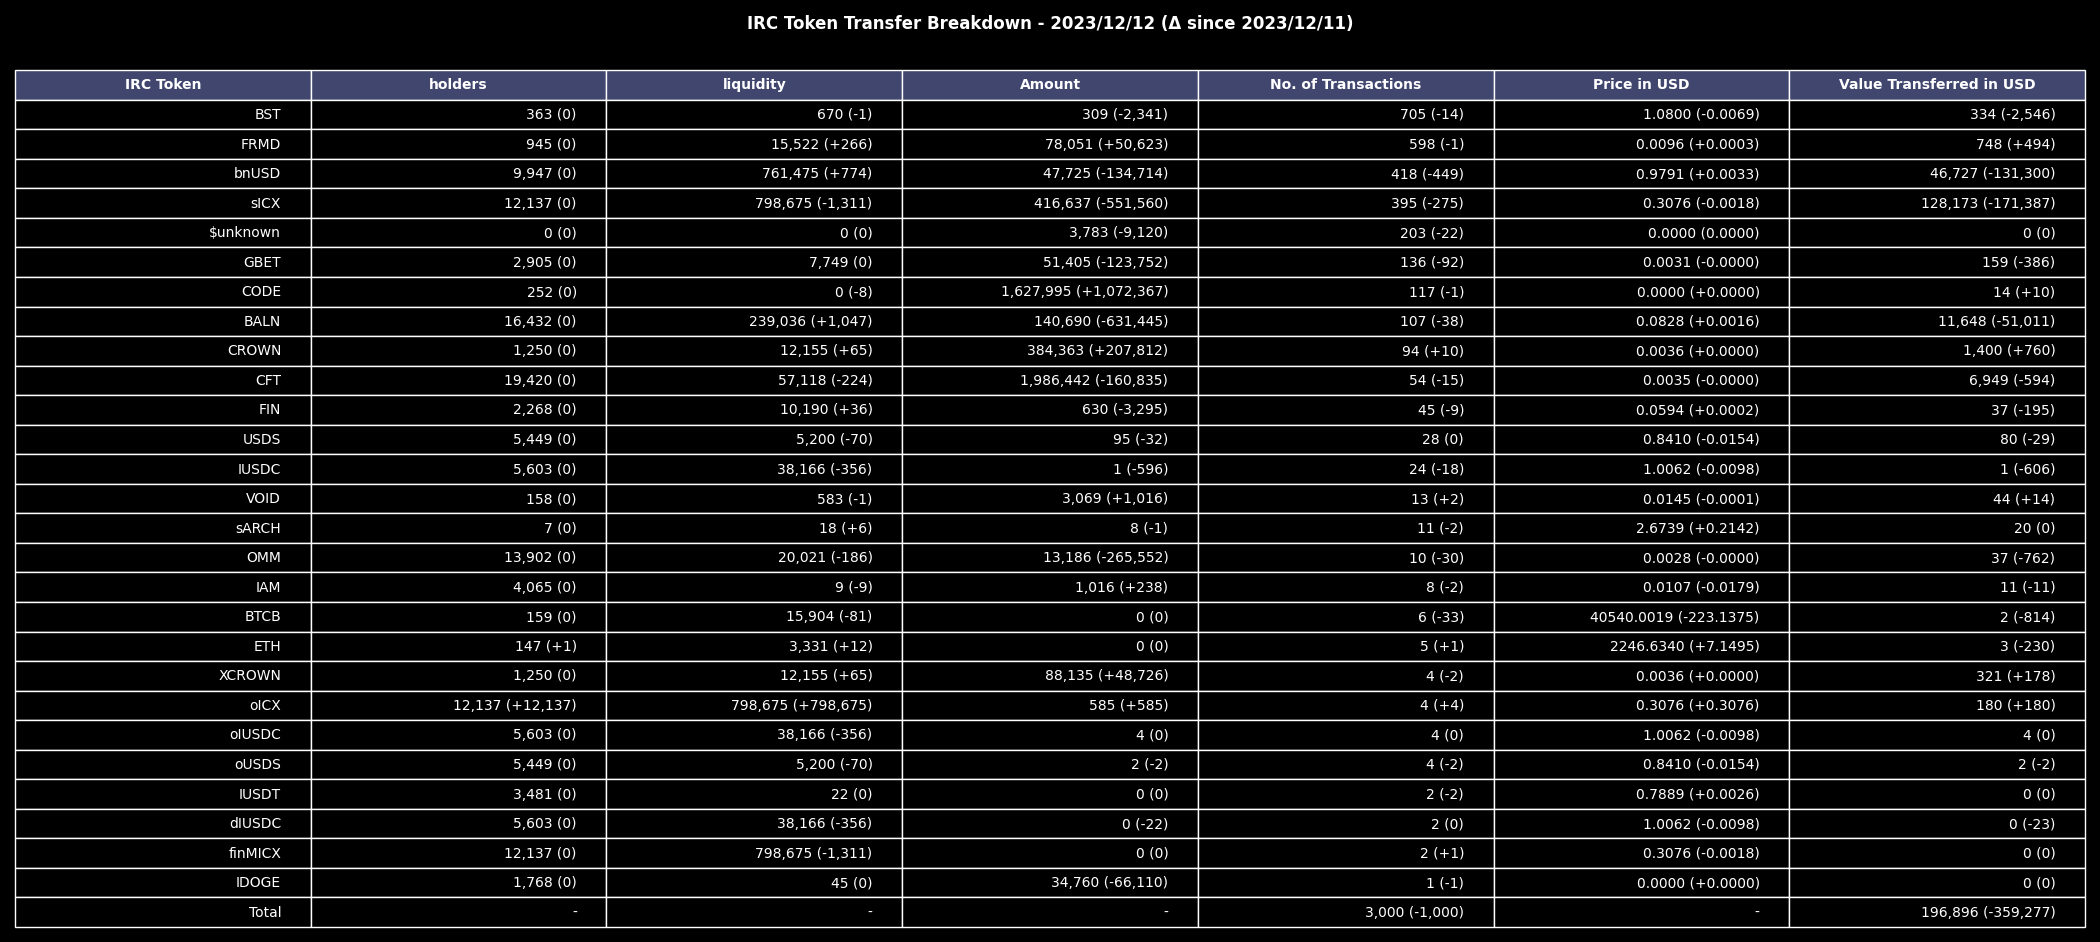 IRC Token Transfer Breakdown - 2023/12/12 (Δ since 2023/12/11)
IRC Token holders liquidity Amount No. of Transactions Price in USD Value Transferred in USD
BST 363 (0) 670 (-1) 309 (-2,341) 705 (-14) 1.0800 (-0.0069) 334 (-2,546)
FRMD 945 (0) 15,522 (+266) 78,051 (+50,623) 598 (-1) 0.0096 (+0.0003) 748 (+494)
bnUSD 9,947 (0) 761,475 (+774) 47,725 (-134,714) 418 (-449) 0.9791 (+0.0033) 46,727 (-131,300)
sICX 12,137 (0) 798,675 (-1,311) 416,637 (-551,560) 395 (-275) 0.3076 (-0.0018) 128,173 (-171,387)
$unknown 0 (0) 0 (0) 3,783 (-9,120) 203 (-22) 0.0000 (0.0000) 0 (0)
GBET 2,905 (0) 7,749 (0) 51,405 (-123,752) 136 (-92) 0.0031 (-0.0000) 159 (-386)
CODE 252 (0) 0 (-8) 1,627,995 (+1,072,367) 117 (-1) 0.0000 (+0.0000) 14 (+10)
BALN 16,432 (0) 239,036 (+1,047) 140,690 (-631,445) 107 (-38) 0.0828 (+0.0016) 11,648 (-51,011)
CROWN 1,250 (0) 12,155 (+65) 384,363 (+207,812) 94 (+10) 0.0036 (+0.0000) 1,400 (+760)
CFT 19,420 (0) 57,118 (-224) 1,986,442 (-160,835) 54 (-15) 0.0035 (-0.0000) 6,949 (-594)
FIN 2,268 (0) 10,190 (+36) 630 (-3,295) 45 (-9) 0.0594 (+0.0002) 37 (-195)
USDS 5,449 (0) 5,200 (-70) 95 (-32) 28 (0) 0.8410 (-0.0154) 80 (-29)
IUSDC 5,603 (0) 38,166 (-356) 1 (-596) 24 (-18) 1.0062 (-0.0098) 1 (-606)
VOID 158 (0) 583 (-1) 3,069 (+1,016) 13 (+2) 0.0145 (-0.0001) 44 (+14)
sARCH 7 (0) 18 (+6) 8 (-1) 11 (-2) 2.6739 (+0.2142) 20 (0)
OMM 13,902 (0) 20,021 (-186) 13,186 (-265,552) 10 (-30) 0.0028 (-0.0000) 37 (-762)
IAM 4,065 (0) 9 (-9) 1,016 (+238) 8 (-2) 0.0107 (-0.0179) 11 (-11)
BTCB 159 (0) 15,904 (-81) 0 (0) 6 (-33) 40540.0019 (-223.1375) 2 (-814)
ETH 147 (+1) 3,331 (+12) 0 (0) 5 (+1) 2246.6340 (+7.1495) 3 (-230)
XCROWN 1,250 (0) 12,155 (+65) 88,135 (+48,726) 4 (-2) 0.0036 (+0.0000) 321 (+178)
oICX 12,137 (+12,137) 798,675 (+798,675) 585 (+585) 4 (+4) 0.3076 (+0.3076) 180 (+180)
oIUSDC 5,603 (0) 38,166 (-356) 4 (0) 4 (0) 1.0062 (-0.0098) 4 (0)
oUSDS 5,449 (0) 5,200 (-70) 2 (-2) 4 (-2) 0.8410 (-0.0154) 2 (-2)
IUSDT 3,481 (0) 22 (0) 0 (0) 2 (-2) 0.7889 (+0.0026) 0 (0)
dIUSDC 5,603 (0) 38,166 (-356) 0 (-22) 2 (0) 1.0062 (-0.0098) 0 (-23)
finMICX 12,137 (0) 798,675 (-1,311) 0 (0) 2 (+1) 0.3076 (-0.0018) 0 (0)
IDOGE 1,768 (0) 45 (0) 34,760 (-66,110) 1 (-1) 0.0000 (+0.0000) 0 (0)
Total - - - 3,000 (-1,000) - 196,896 (-359,277)